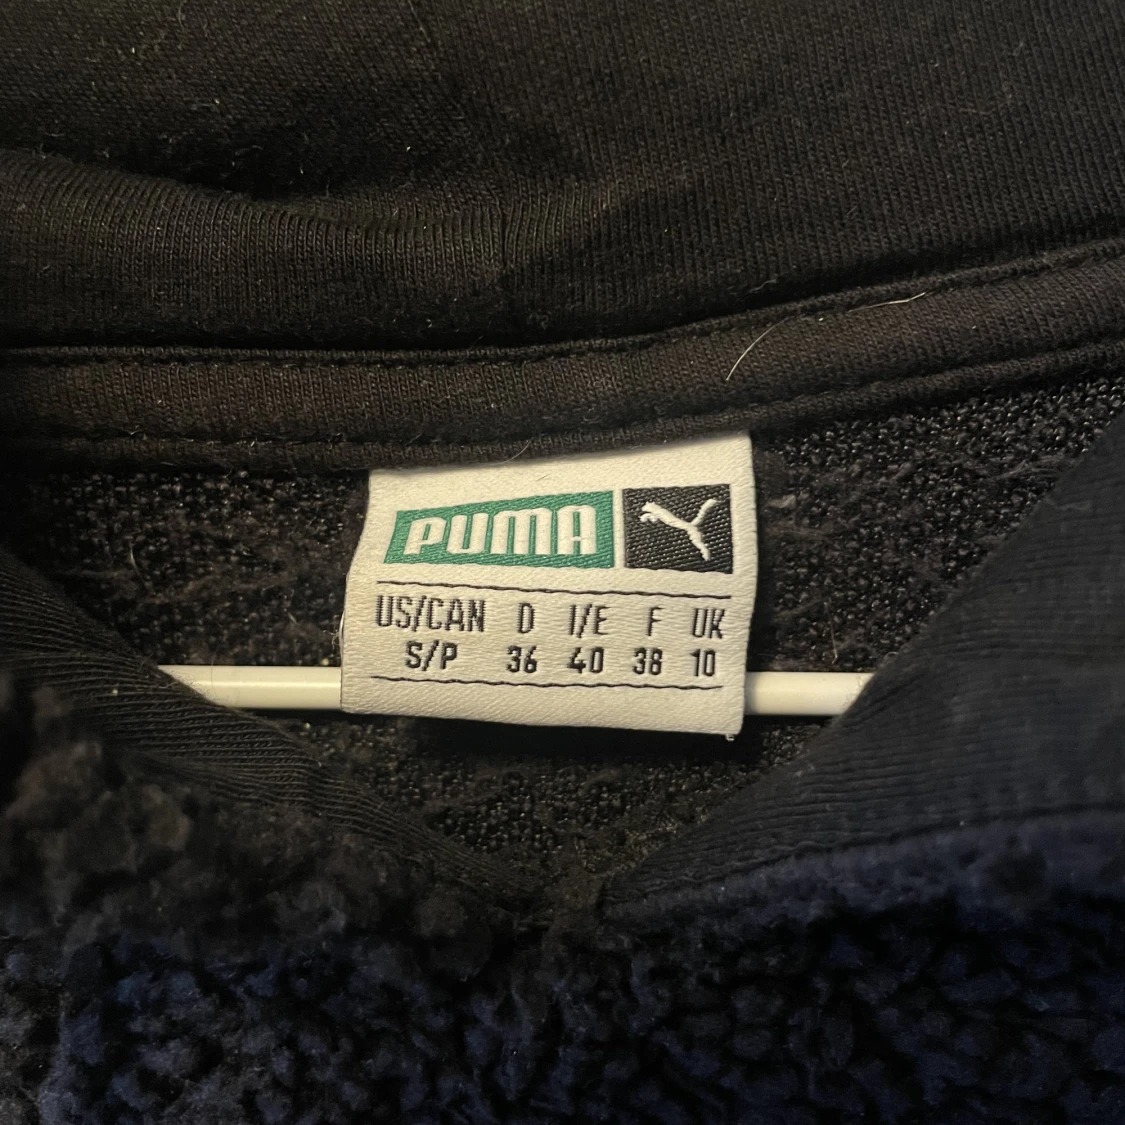 PUMA
US/CAN D I/E F UK
S/P 36 40 38 10